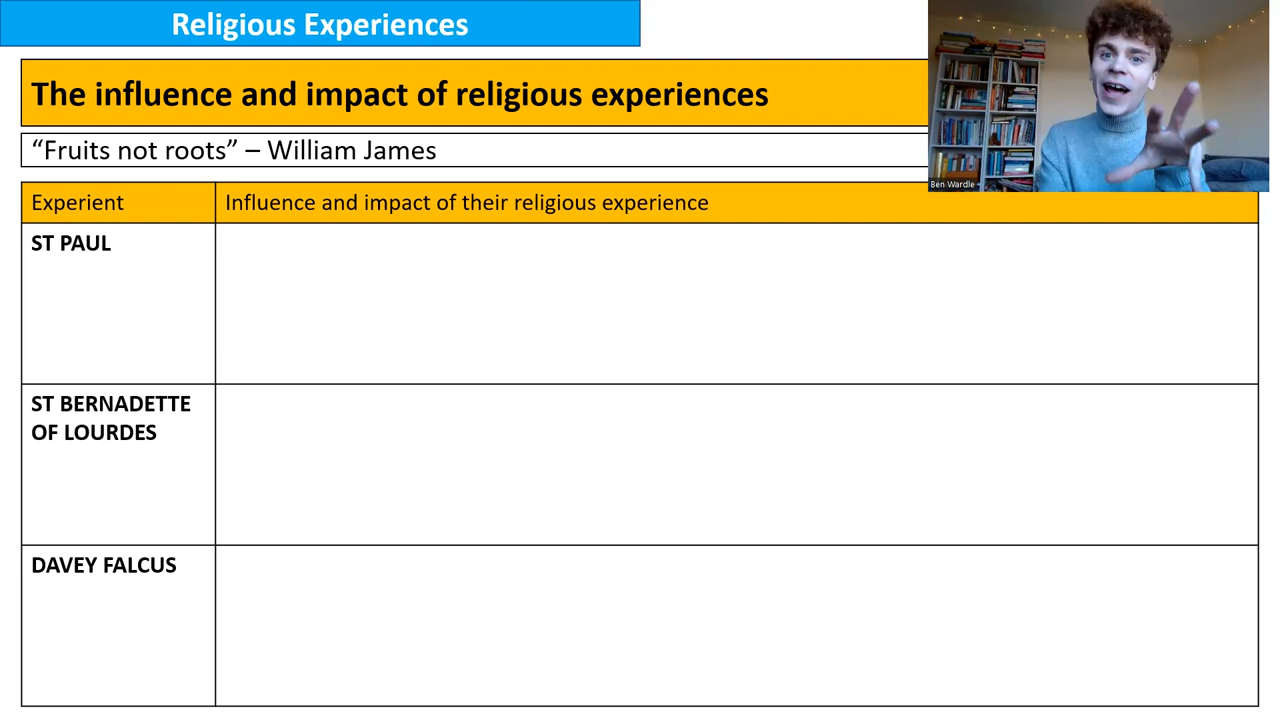 Religious Experiences
The influence and impact of religious experiences
“Fruits not roots” – William James
Ben Wardle
Experient
Influence and impact of their religious experience
ST PAUL
ST BERNADETTE
OF LOURDES
DAVEY FALCUS